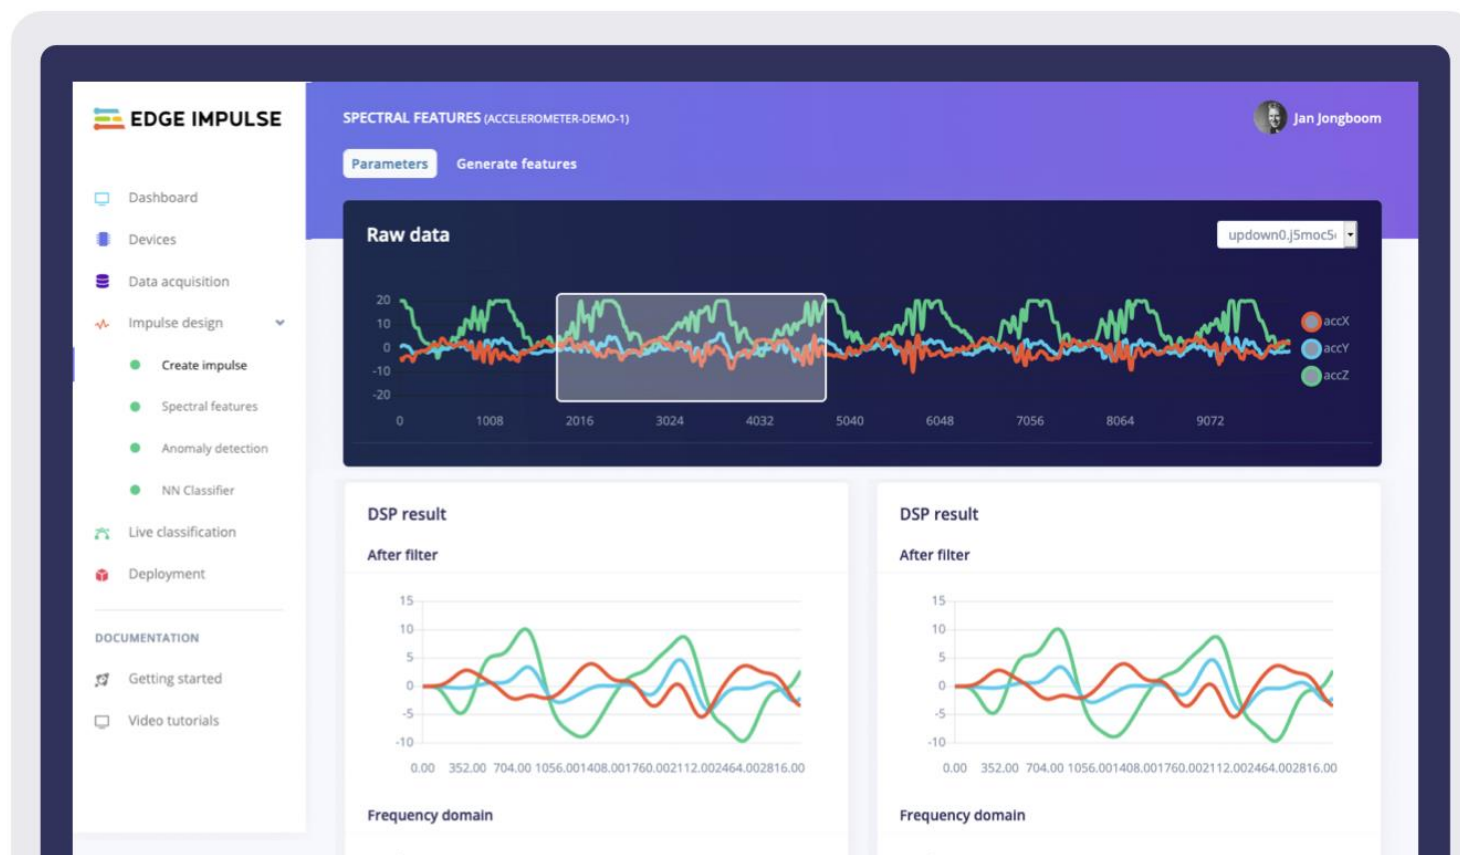 EDGE IMPULSE
Dashboard
Devices
Data acquisition
Impulse design
Create impulse
Spectral features
Anomaly detection
NN Classifier
Live classification
Deployment
DOCUMENTATION
Getting started
Video tutorials
SPECTRAL FEATURES (ACCELEROMETER-DEMO-1)
Jan Jongboom
Parameters Generate features
Raw data
updown0.j5moc5
20
10
0
-10
-20
0 1008 2016 3024 4032 5040 6048 7056 8064 9072
accX
accY
accZ
DSP result
After filter
15
10
5
0
-5
-10
0.00 352.00 704.00 1056.001408.001760.002112.002464.002816.00
Frequency domain
DSP result
After filter
15
10
5
0
-5
-10
0.00 352.00 704.00 1056.001408.001760.002112.002464.002816.00
Frequency domain